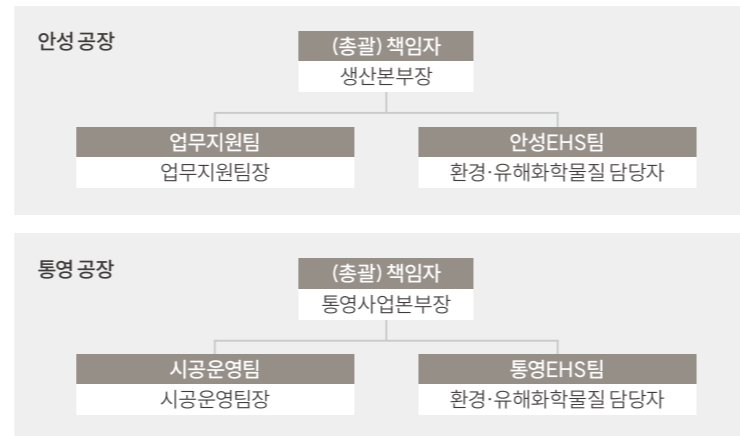 안성 공장
(총괄) 책임자
생산본부장
업무지원팀
업무지원팀장
안성EHS팀
환경·유해화학물질 담당자
통영 공장
(총괄) 책임자
통영사업본부장
시공운영팀
시공운영팀장
통영EHS팀
환경·유해화학물질 담당자